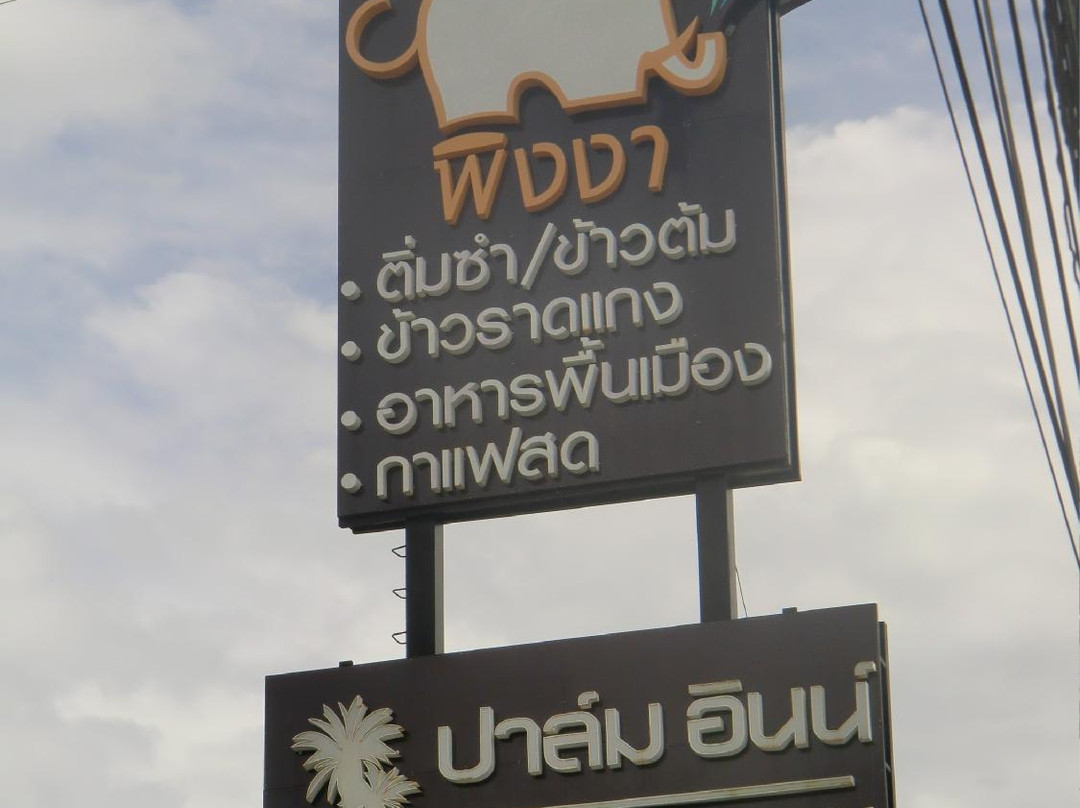 พิงงา
• ติ่มซำ/ข้าวต้ม
• ข้าวราดแกง
• อาหารพื้นเมือง
• กาแฟสด
ปาล์ม อินน์